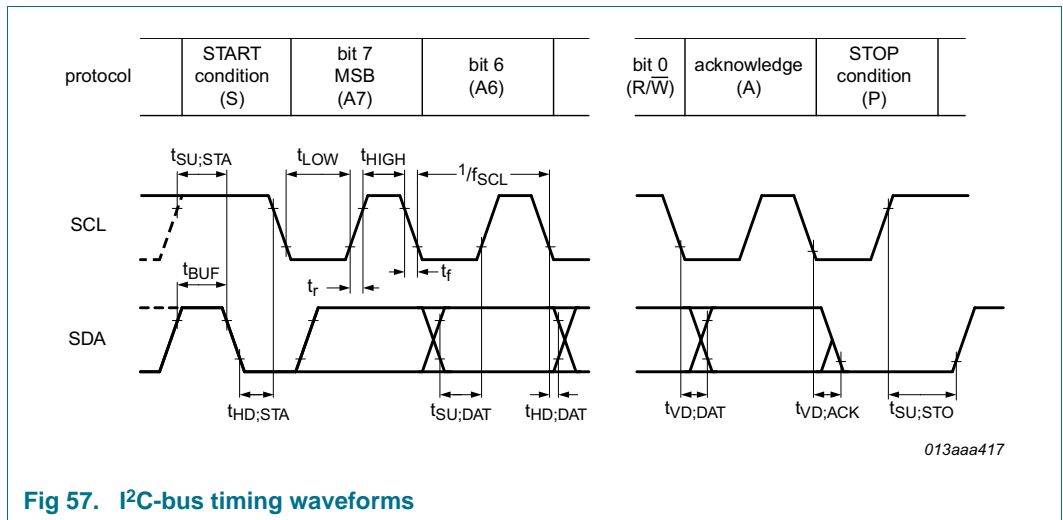 protocol
START
condition
(S)
bit 7
MSB
(A7)
bit 6
(A6)
bit 0
(R/W̅)
acknowledge
(A)
STOP
condition
(P)
tSU;STA
tLOW
tHIGH
1/fSCL
SCL
tBUF
tr
tf
SDA
tHD;STA
tSU;DAT
tHD;DAT
tVD;DAT
tVD;ACK
tSU;STO
013aaa417
Fig 57. I²C-bus timing waveforms